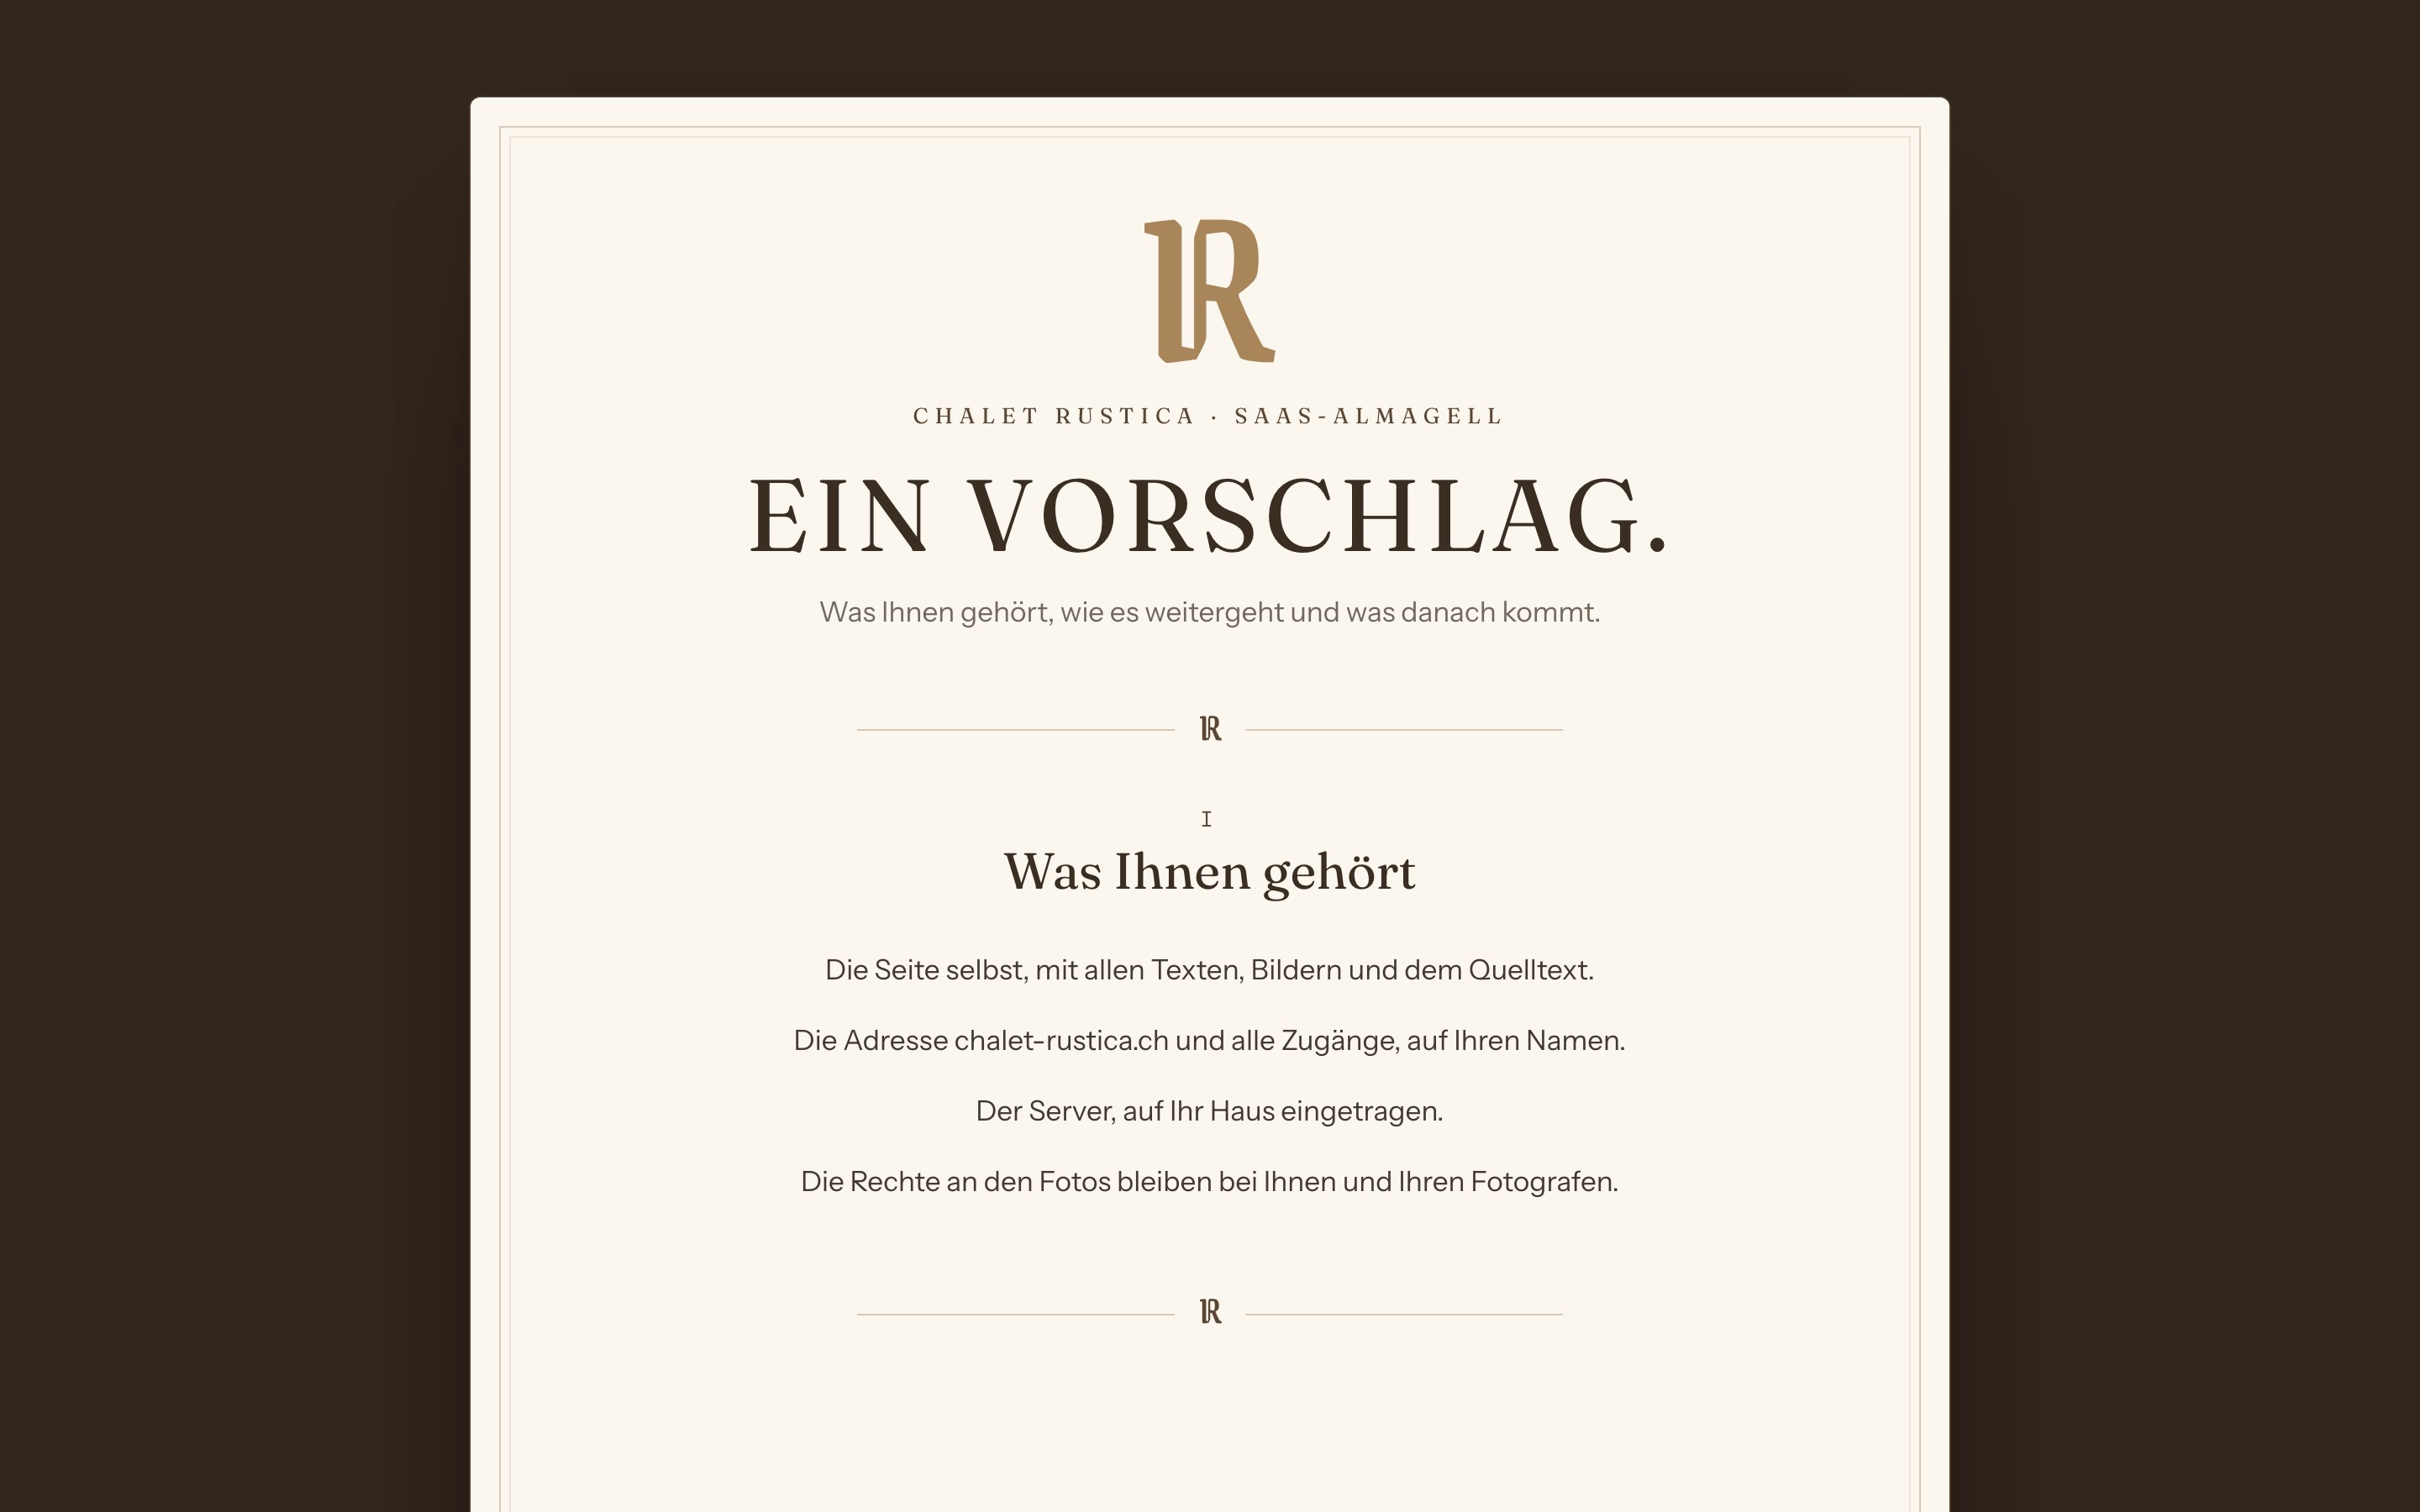 R
CHALET RUSTICA · SAAS-ALMAGELL
EIN VORSCHLAG.
Was Ihnen gehört, wie es weitergeht und was danach kommt.
R
I
Was Ihnen gehört
Die Seite selbst, mit allen Texten, Bildern und dem Quelltext.
Die Adresse chalet-rustica.ch und alle Zugänge, auf Ihren Namen.
Der Server, auf Ihr Haus eingetragen.
Die Rechte an den Fotos bleiben bei Ihnen und Ihren Fotografen.
R